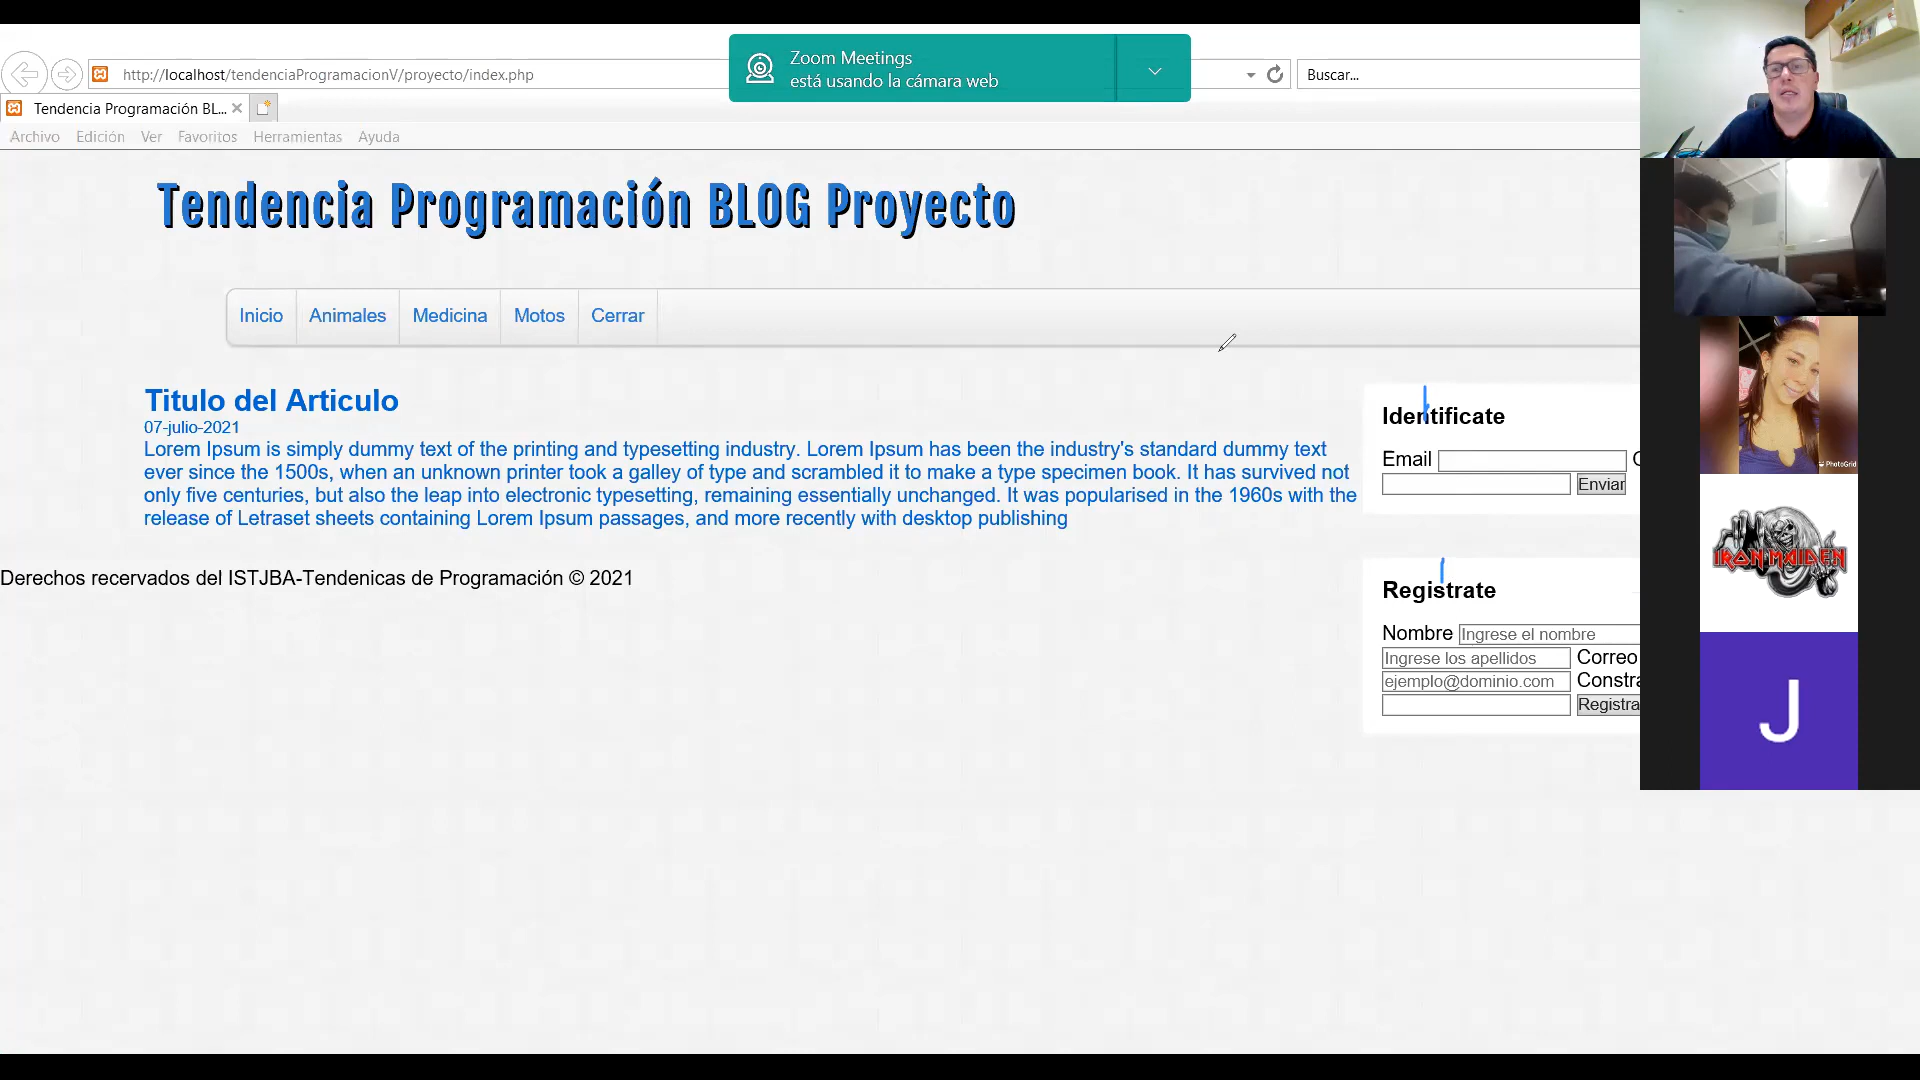 Zoom Meetings
está usando la cámara web
http://localhost/tendenciaProgramacionV/proyecto/index.php
Buscar...
Tendencia Programación BL...
Archivo Edición Ver Favoritos Herramientas Ayuda
Tendencia Programación BLOG Proyecto
Inicio Animales Medicina Motos Cerrar
Titulo del Articulo
07-julio-2021
Lorem Ipsum is simply dummy text of the printing and typesetting industry. Lorem Ipsum has been the industry's standard dummy text
ever since the 1500s, when an unknown printer took a galley of type and scrambled it to make a type specimen book. It has survived not
only five centuries, but also the leap into electronic typesetting, remaining essentially unchanged. It was popularised in the 1960s with the
release of Letraset sheets containing Lorem Ipsum passages, and more recently with desktop publishing
Derechos recervados del ISTJBA-Tendenicas de Programación © 2021
Identificate
Email
Enviar
Registrate
Nombre Ingrese el nombre
Ingrese los apellidos Correo
ejemplo@dominio.com Constra
Registra
PhotoGrid
IRON MAIDEN
J